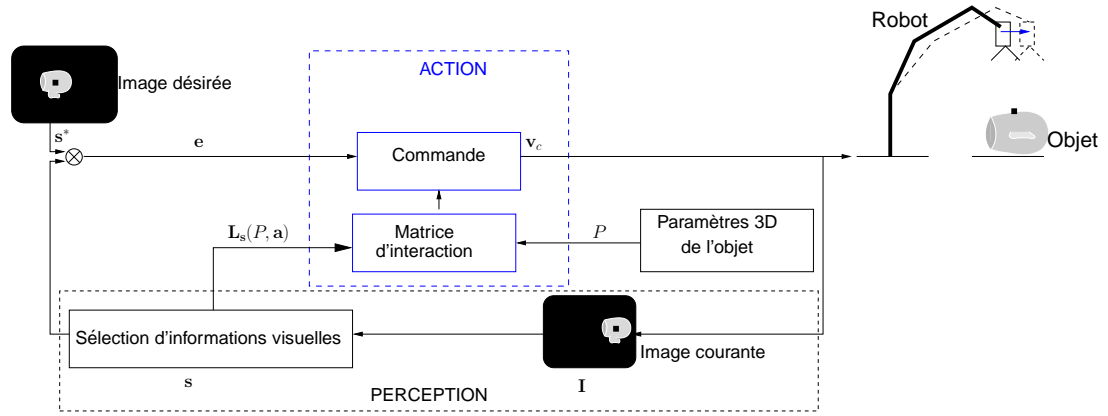 Robot
ACTION
Image désirée
s*
e
Commande
v_c
Objet
L_s(P, a)
Matrice
d'interaction
P
Paramètres 3D
de l'objet
Sélection d'informations visuelles
Image courante
s
I
PERCEPTION